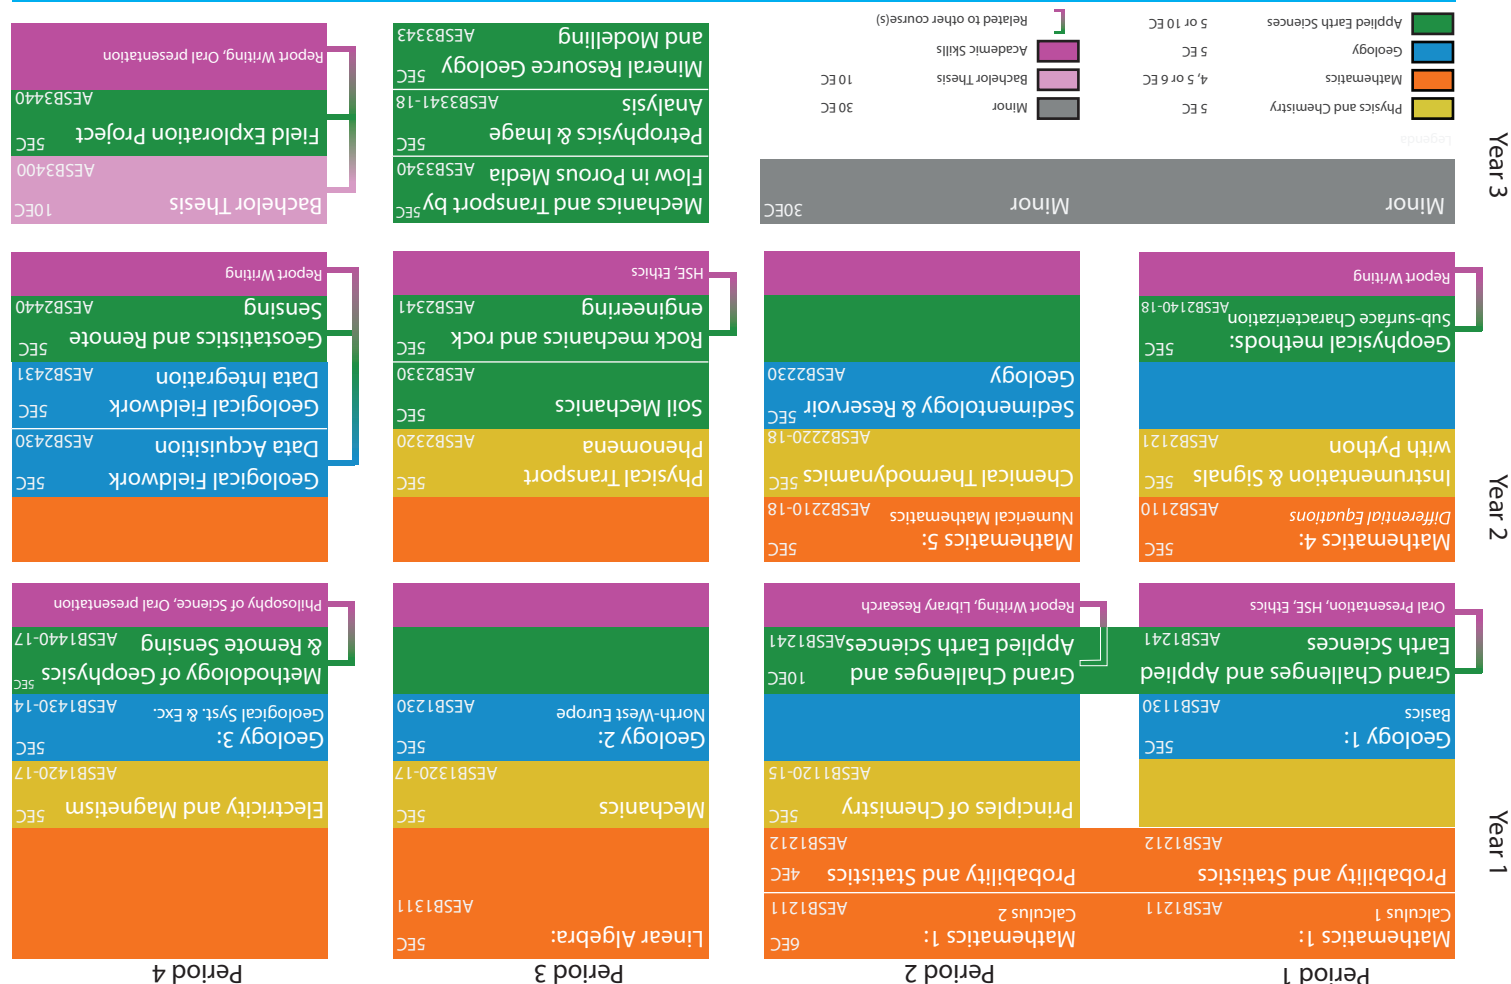 Period 1
Period 2
Period 3
Period 4
Year 1
Mathematics 1:
Calculus 1
AESB1211
Mathematics 1:
6EC
Calculus 2
AESB1211
Probability and Statistics
AESB1212
Probability and Statistics
4EC
AESB1212
Linear Algebra:
5EC
AESB1311
Principles of Chemistry
5EC
AESB1120-15
Mechanics
5EC
AESB1320-17
Electricity and Magnetism
5EC
AESB1420-17
Geology 1:
5EC
Basics
AESB1130
Geology 2:
5EC
North-West Europe
AESB1230
Geology 3:
5EC
Geological Syst. & Exc.
AESB1430-14
Grand Challenges and Applied
Earth Sciences
AESB1241
Grand Challenges and
10EC
Applied Earth Sciences
AESB1241
Methodology of Geophysics
5EC
& Remote Sensing
AESB1440-17
Oral Presentation, HSE, Ethics
Report Writing, Library Research
Philosophy of Science, Oral presentation
Year 2
Mathematics 4:
5EC
Differential Equations
AESB2110
Mathematics 5:
5EC
Numerical Mathematics
AESB2210-18
Instrumentation & Signals
5EC
with Python
AESB2121
Chemical Thermodynamics
5EC
AESB2220-18
Physical Transport
5EC
Phenomena
AESB2320
Geological Fieldwork
5EC
Data Acquisition
AESB2430
Sedimentology & Reservoir
5EC
Geology
AESB2230
Soil Mechanics
5EC
AESB2330
Geological Fieldwork
5EC
Data Integration
AESB2431
Geophysical methods:
5EC
Sub-surface Characterization
AESB2140-18
Rock mechanics and rock
5EC
engineering
AESB2341
Geostatistics and Remote
5EC
Sensing
AESB2440
Report Writing
HSE, Ethics
Report Writing
Year 3
Minor
Minor
30EC
Mechanics and Transport by
5EC
Flow in Porous Media
AESB3340
Petrophysics & Image
5EC
Analysis
AESB3341-18
Mineral Resource Geology
5EC
and Modelling
AESB3343
Bachelor Thesis
10EC
AESB3400
Field Exploration Project
5EC
AESB3440
Report Writing, Oral presentation
Legenda
Physics and Chemistry
5 EC
Mathematics
4, 5 or 6 EC
Geology
5 EC
Applied Earth Sciences
5 or 10 EC
Minor
30 EC
Bachelor Thesis
10 EC
Academic Skills
Related to other course(s)